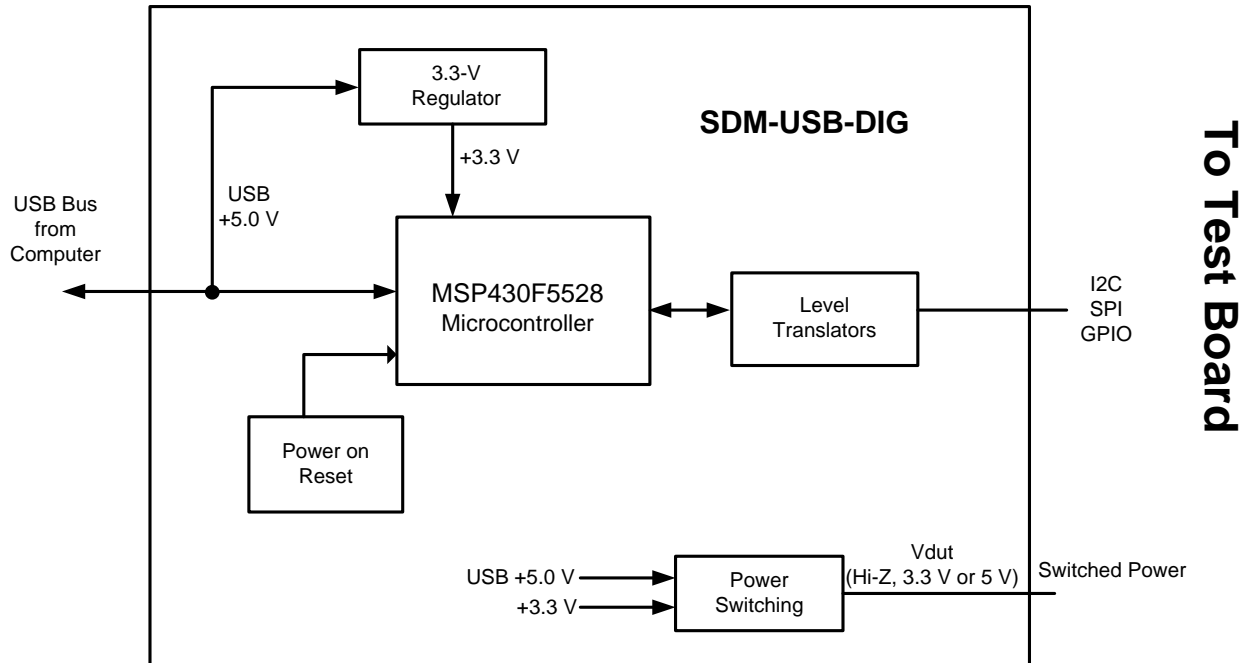 3.3-V
Regulator
SDM-USB-DIG
+3.3 V
USB
+5.0 V
USB Bus
from
Computer
MSP430F5528
Microcontroller
Level
Translators
I2C
SPI
GPIO
To Test Board
Power on
Reset
USB +5.0 V
+3.3 V
Power
Switching
Vdut
(Hi-Z, 3.3 V or 5 V)
Switched Power